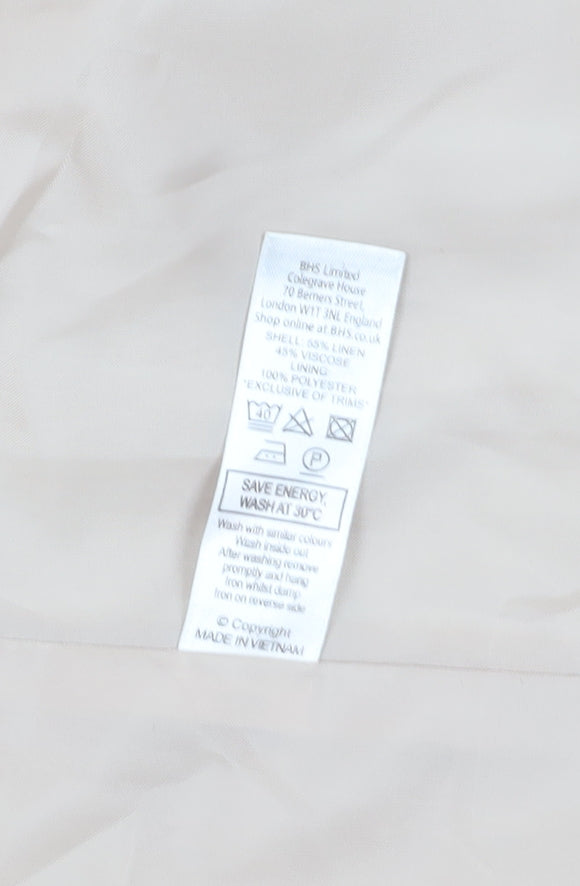 BHS Limited
Colegrave House
70 Berners Street,
London W1T 3NL England
Shop online at BHS.co.uk
SHELL: 55% LINEN
45% VISCOSE
LINING:
100% POLYESTER
"EXCLUSIVE OF TRIMS"
40
P
SAVE ENERGY,
WASH AT 30°C
Wash with similar colours
Wash inside out
After washing remove
promptly and hang
Iron whilst damp
Iron on reverse side
© Copyright
MADE IN VIETNAM